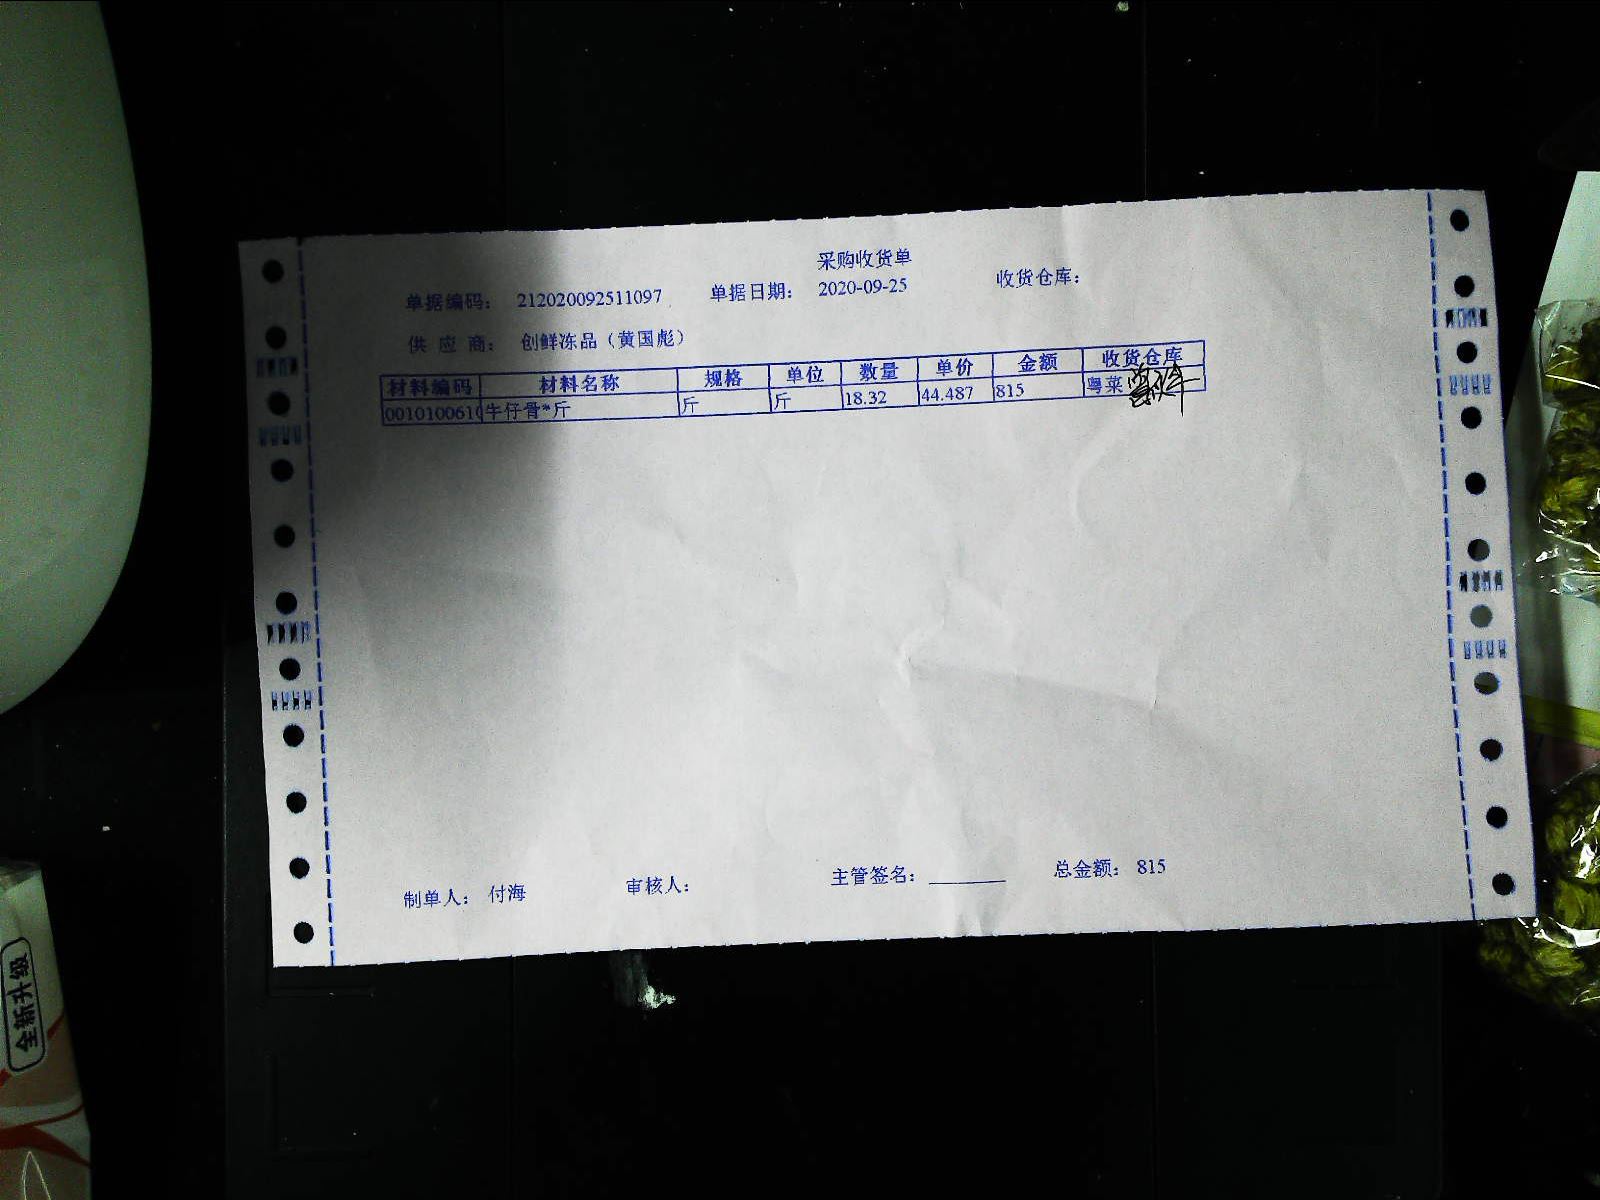 采购收货单
单据编码： 212020092511097 单据日期： 2020-09-25 收货仓库：
供 应 商： 创鲜冻品（黄国彪）
材料编码 材料名称 规格 单位 数量 单价 金额 收货仓库
0010100610 牛仔骨*斤 斤 斤 18.32 44.487 815 粤菜
制单人： 付海 审核人： 主管签名： 总金额： 815
全新升级